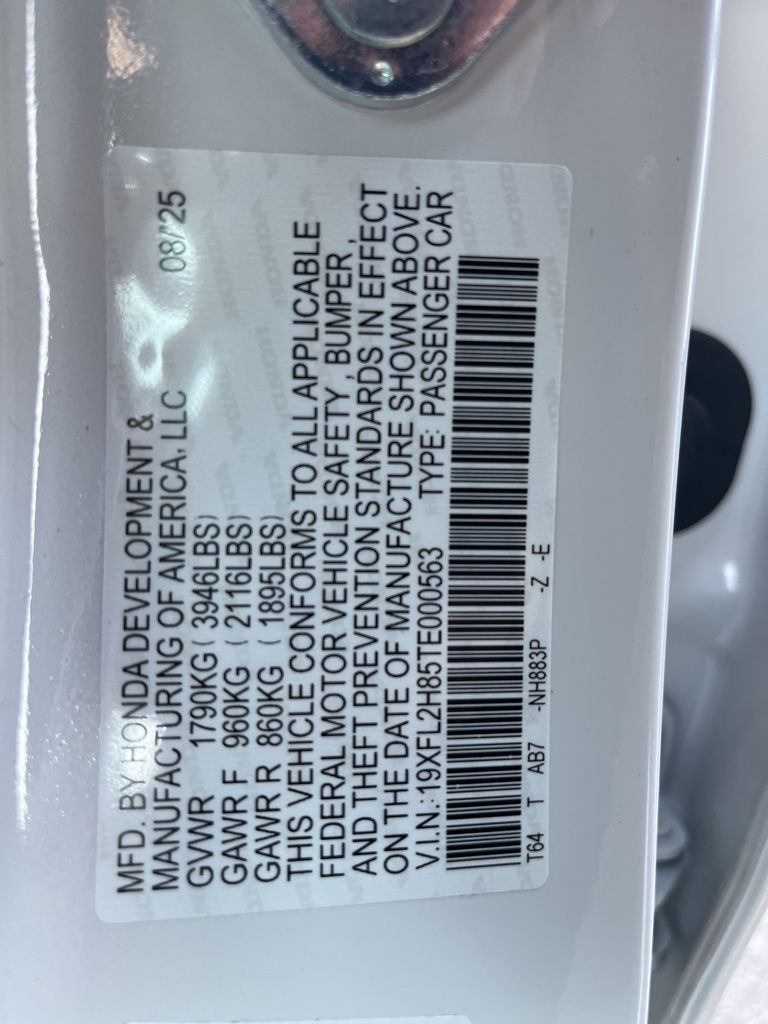 MFD. BY HONDA DEVELOPMENT &
MANUFACTURING OF AMERICA, LLC 08/25
GVWR 1790KG ( 3946LBS)
GAWR F 960KG ( 2116LBS)
GAWR R 860KG ( 1895LBS)
THIS VEHICLE CONFORMS TO ALL APPLICABLE
FEDERAL MOTOR VEHICLE SAFETY , BUMPER ,
AND THEFT PREVENTION STANDARDS IN EFFECT
ON THE DATE OF MANUFACTURE SHOWN ABOVE.
V.I.N.:19XFL2H85TE000563 TYPE: PASSENGER CAR
T64 T AB7 -NH883P -Z -E